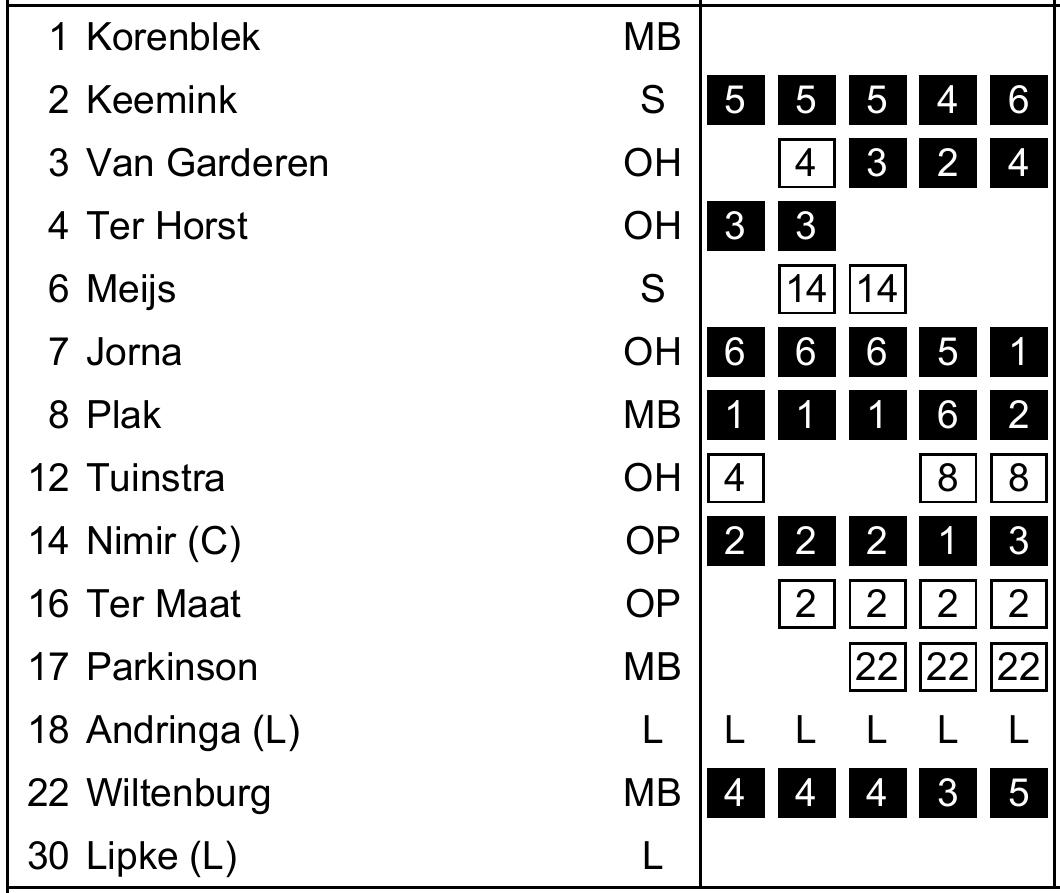 1 Korenblek MB
2 Keemink S 5 5 5 4 6
3 Van Garderen OH 4 3 2 4
4 Ter Horst OH 3 3
6 Meijs S 14 14
7 Jorna OH 6 6 6 5 1
8 Plak MB 1 1 1 6 2
12 Tuinstra OH 4 8 8
14 Nimir (C) OP 2 2 2 1 3
16 Ter Maat OP 2 2 2 2
17 Parkinson MB 22 22 22
18 Andringa (L) L L L L L L
22 Wiltenburg MB 4 4 4 3 5
30 Lipke (L) L